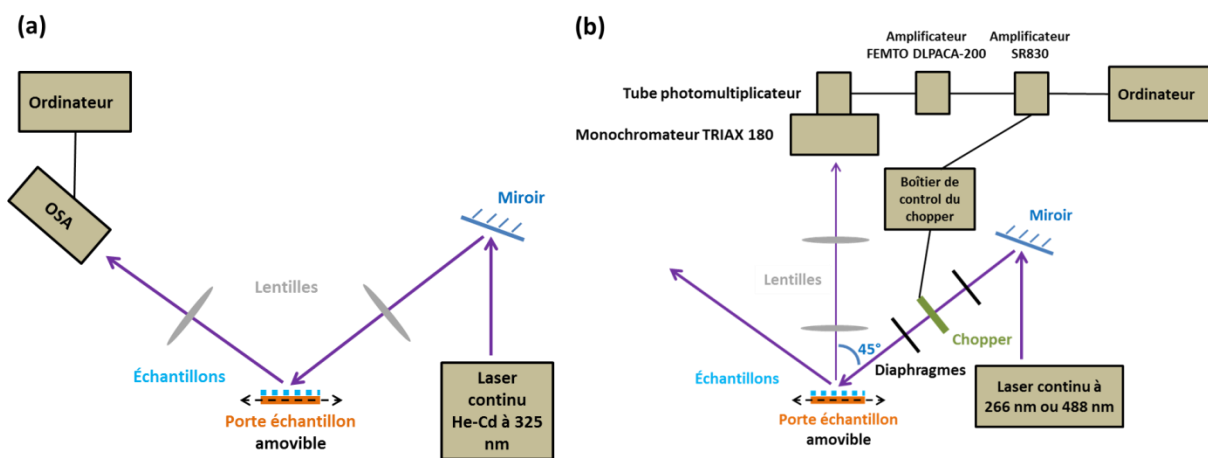 (a)
Ordinateur
OSA
Miroir
Lentilles
Échantillons
Porte échantillon
amovible
Laser
continu
He-Cd à 325
nm
(b)
Amplificateur
FEMTO DLPACA-200
Amplificateur
SR830
Tube photomultiplicateur
Ordinateur
Monochromateur TRIAX 180
Boîtier de
control du
chopper
Miroir
Lentilles
45°
Chopper
Diaphragmes
Échantillons
Porte échantillon
amovible
Laser continu à
266 nm ou 488 nm